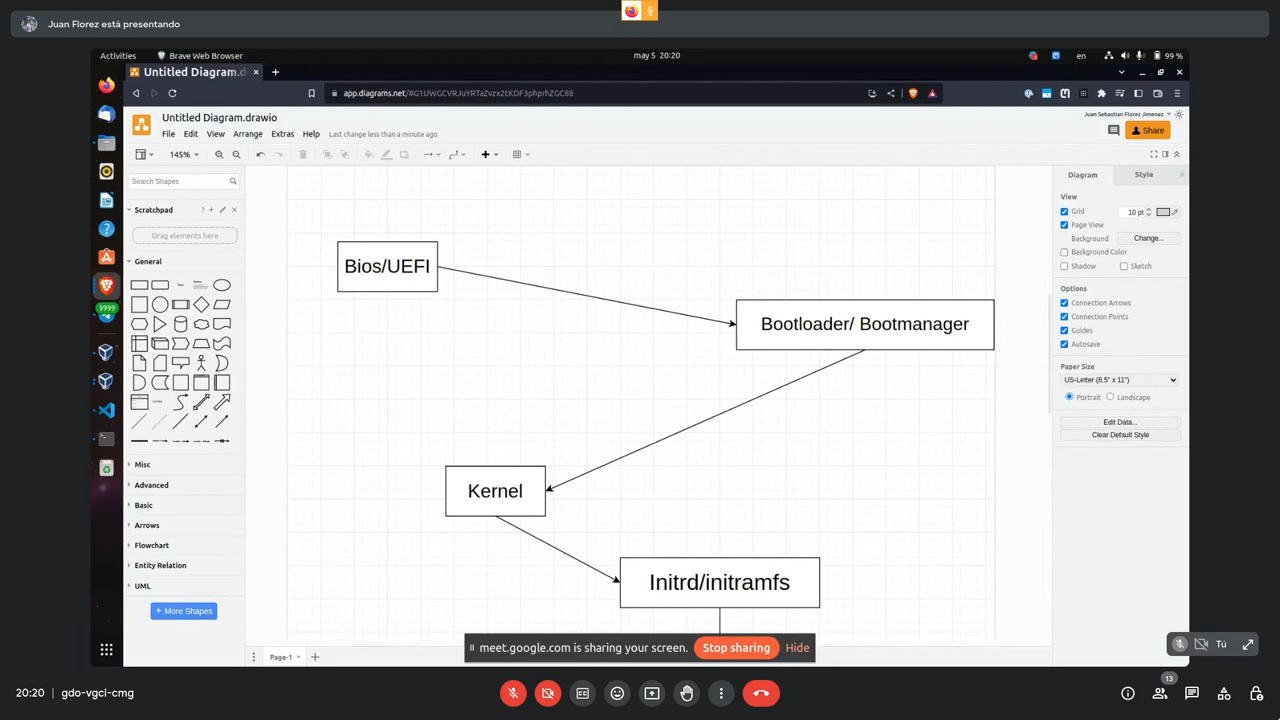 Juan Florez está presentando
Activities
Brave Web Browser
may 5 20:20
en
99 %
Untitled Diagram.d
app.diagrams.net/#G1UWGCVRJuYRTaZvzx2tKDF3phprhZGC88
Untitled Diagram.drawio
Juan Sebastian Florez Jimenez
File Edit View Arrange Extras Help Last change less than a minute ago
Share
145%
Search Shapes
Diagram Style
Scratchpad
Drag elements here
General
View
Grid 10 pt
Page View
Background Change...
Background Color
Shadow Sketch
Options
Connection Arrows
Connection Points
Guides
Autosave
Paper Size
US-Letter (8,5" x 11")
Portrait Landscape
Edit Data...
Clear Default Style
9999
Misc
Advanced
Basic
Arrows
Flowchart
Entity Relation
UML
+ More Shapes
Bios/UEFI
Bootloader/ Bootmanager
Kernel
Initrd/initramfs
meet.google.com is sharing your screen. Stop sharing Hide
Page-1
Tú
20:20 gdo-vgci-cmg
13